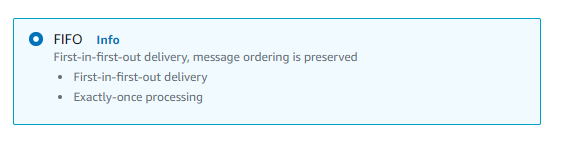 FIFO Info
First-in-first-out delivery, message ordering is preserved
• First-in-first-out delivery
• Exactly-once processing